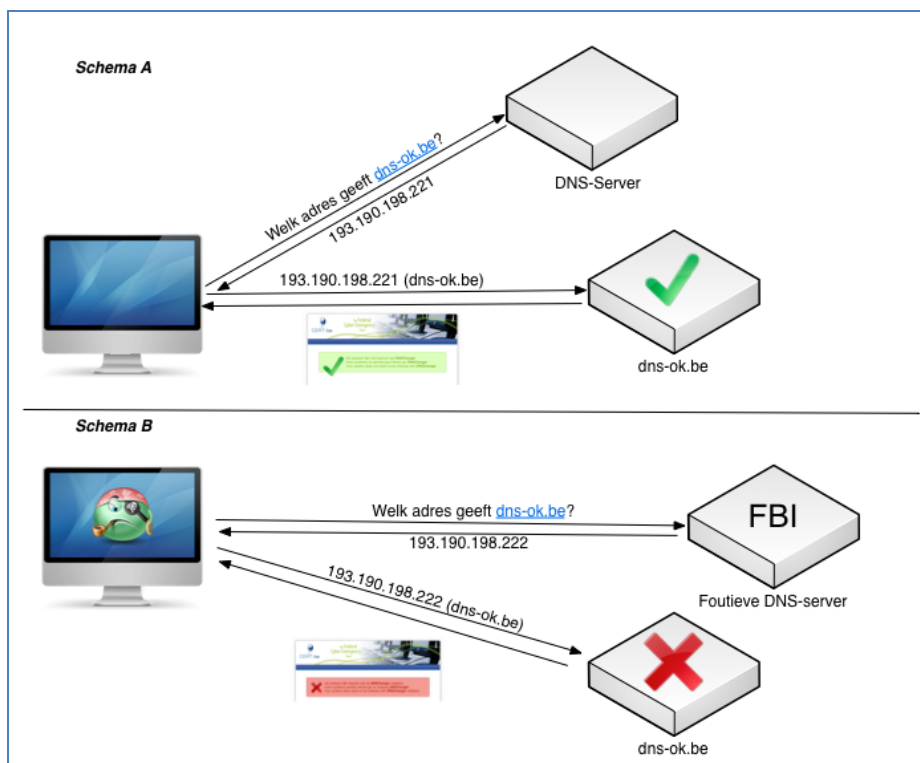 Schema A
Welk adres geeft dns-ok.be?
193.190.198.221
DNS-Server
193.190.198.221 (dns-ok.be)
dns-ok.be
Schema B
Welk adres geeft dns-ok.be?
193.190.198.222
FBI
Foutieve DNS-server
193.190.198.222 (dns-ok.be)
dns-ok.be